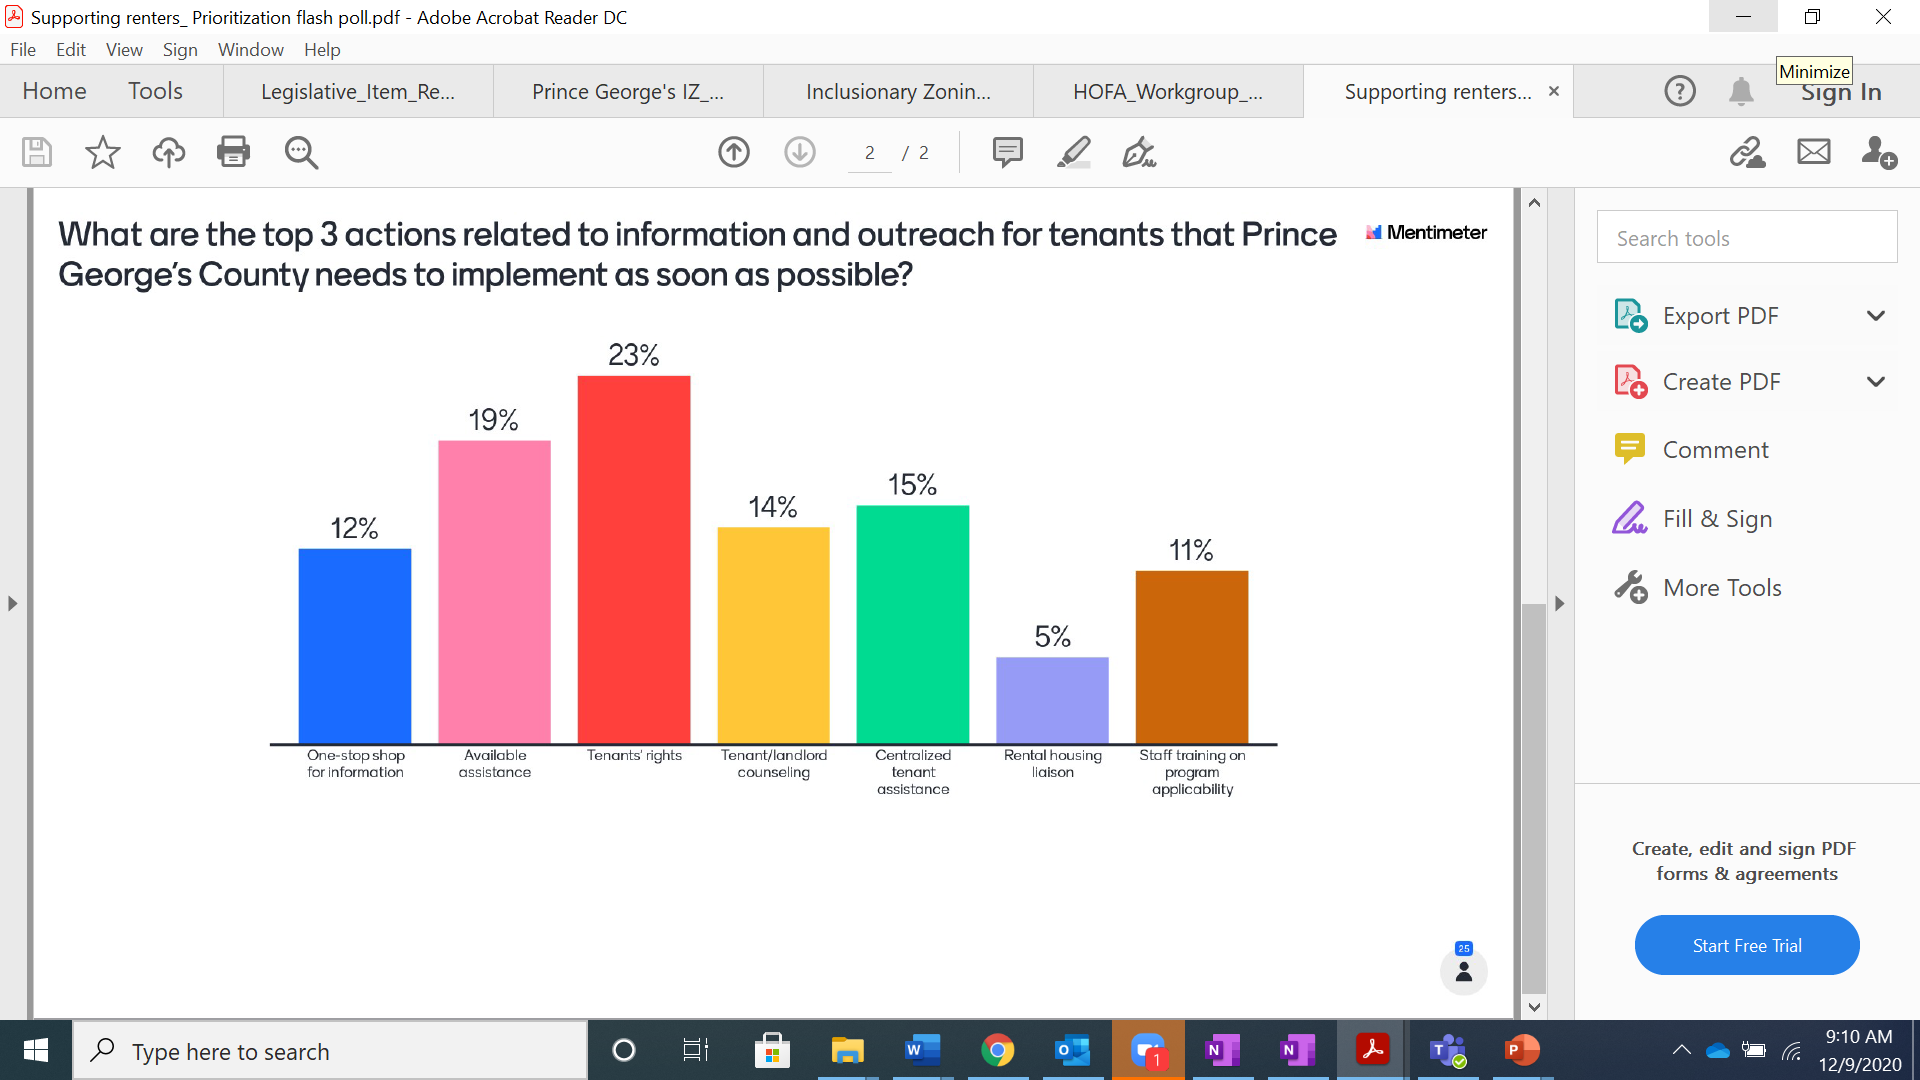 Supporting renters_ Prioritization flash poll.pdf - Adobe Acrobat Reader DC
File Edit View Sign Window Help
Minimize
Home Tools Legislative_Item_Re... Prince George's IZ_... Inclusionary Zonin... HOFA_Workgroup_... Supporting renters... × Sign In
2 / 2
What are the top 3 actions related to information and outreach for tenants that Prince
George's County needs to implement as soon as possible?
Mentimeter
12%
19%
23%
14%
15%
5%
11%
One-stop shop
for information
Available
assistance
Tenants' rights
Tenant/landlord
counseling
Centralized
tenant
assistance
Rental housing
liaison
Staff training on
program
applicability
25
Search tools
Export PDF
Create PDF
Comment
Fill & Sign
More Tools
Create, edit and sign PDF
forms & agreements
Start Free Trial
Type here to search
1
9:10 AM
12/9/2020